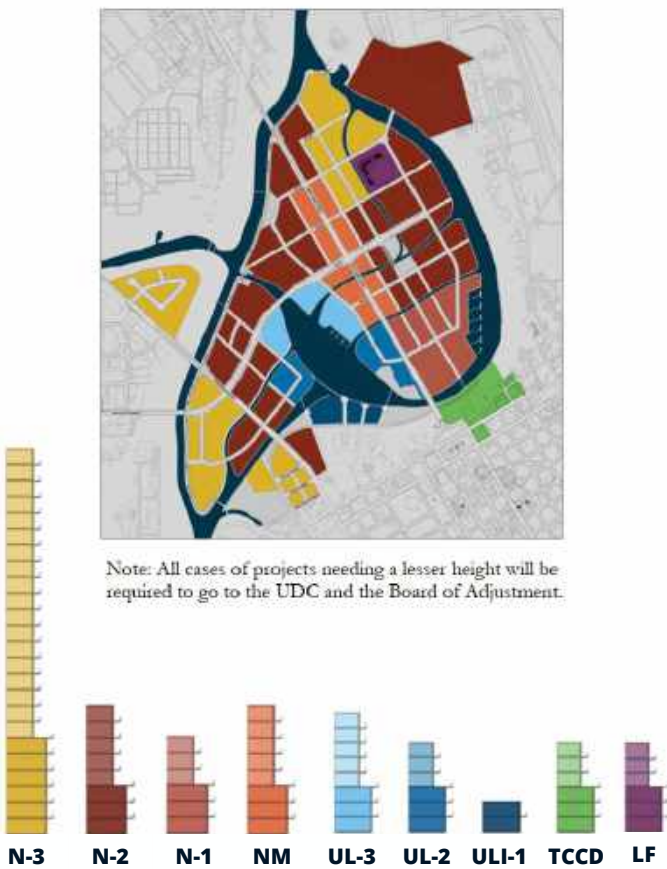 Note: All cases of projects needing a lesser height will be
required to go to the UDC and the Board of Adjustment.
N-3 N-2 N-1 NM UL-3 UL-2 ULI-1 TCCD LF